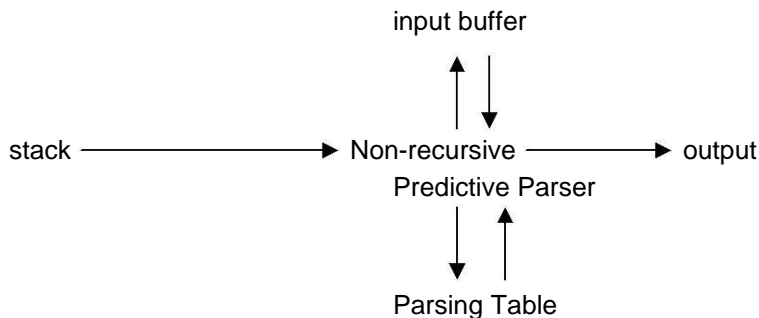 input buffer
stack
Non-recursive
output
Predictive Parser
Parsing Table